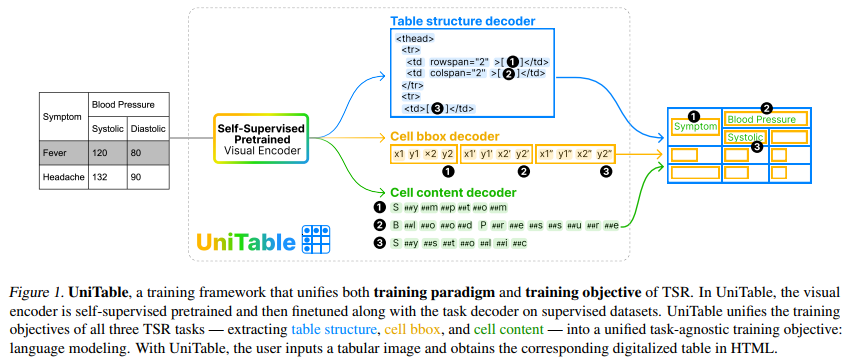 Symptom
Blood Pressure
Systolic
Diastolic
Fever
120
80
Headache
132
90
Self-Supervised
Pretrained
Visual Encoder
UniTable
Table structure decoder
<thead>
<tr>
<td rowspan="2" >[ 1 ]</td>
<td colspan="2" >[ 2 ]</td>
</tr>
<tr>
<td>[ 3 ]</td>
Cell bbox decoder
x1 y1 x2 y2 x1' y1' x2' y2' x1" y1" x2" y2"
1 2 3
Cell content decoder
1 S ##y ##m ##p ##t ##o ##m
2 B ##l ##o ##o ##d P ##r ##e ##s ##s ##u ##r ##e
3 S ##y ##s ##t ##o ##l ##i ##c
1
2
Symptom
Blood Pressure
Systolic
3
Figure 1. UniTable, a training framework that unifies both training paradigm and training objective of TSR. In UniTable, the visual
encoder is self-supervised pretrained and then finetuned along with the task decoder on supervised datasets. UniTable unifies the training
objectives of all three TSR tasks — extracting table structure, cell bbox, and cell content — into a unified task-agnostic training objective:
language modeling. With UniTable, the user inputs a tabular image and obtains the corresponding digitalized table in HTML.